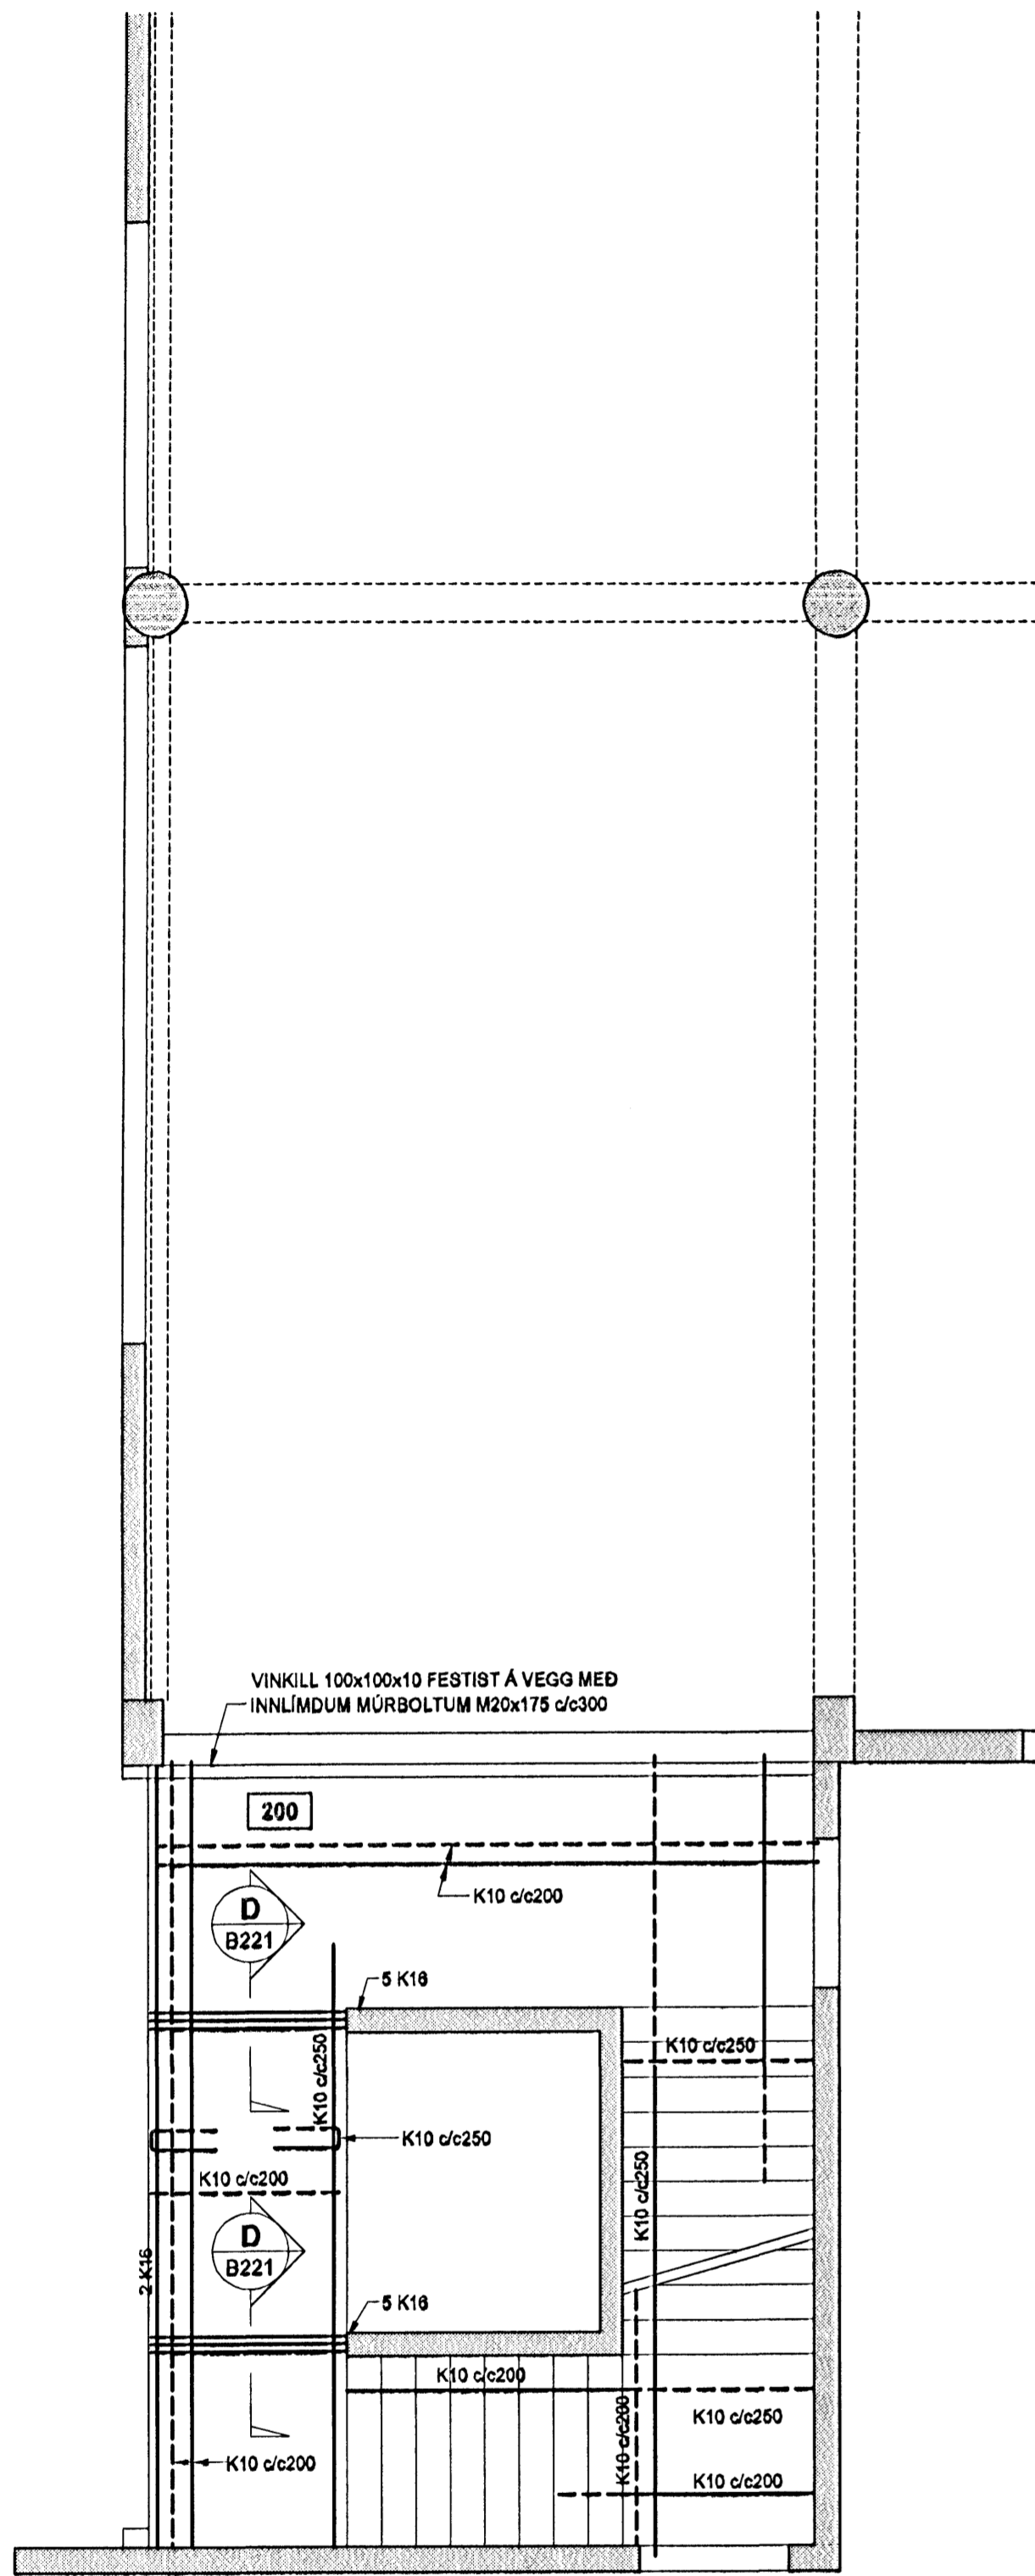 VINKILL 100x100x10 FESTIST Á VEGG MEÐ
INNLÍMDUM MÚRBOLTUM M20x175 c/c300
200
K10 c/c200
D
B221
5 K16
K10 c/c250
K10 c/c250
K10 c/c250
K10 c/c200
K10 c/c250
D
B221
2 K16
5 K16
K10 c/c200
K10 c/c250
K10 c/c200
K10 c/c200
K10 c/c200